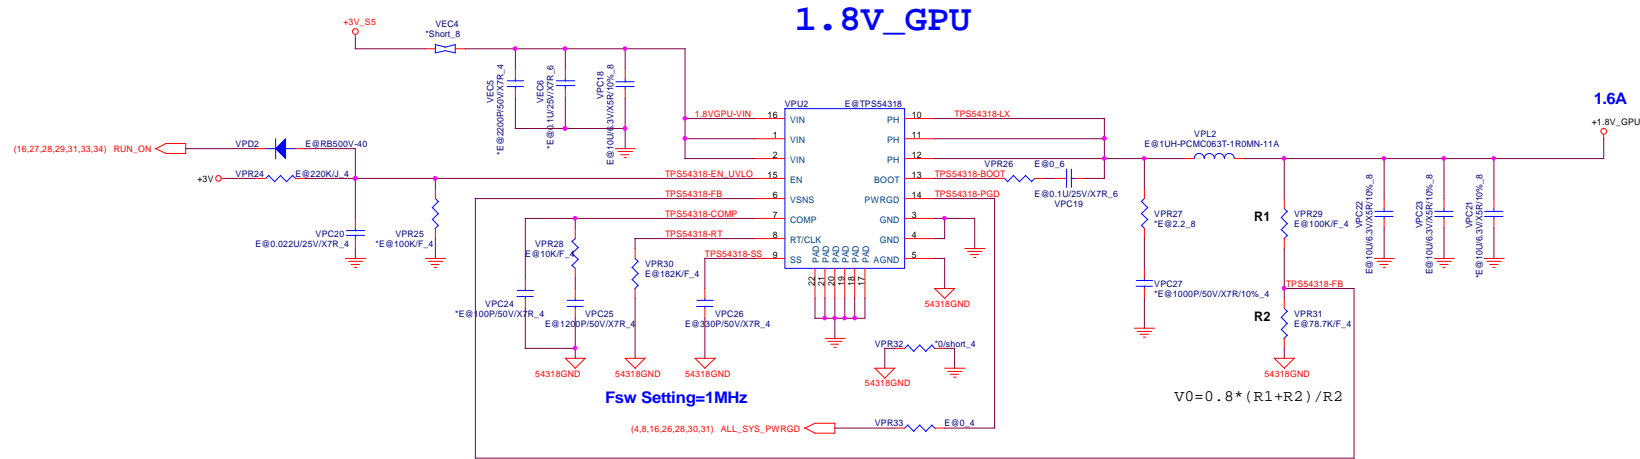 1.8V_GPU
+3V_S5
VEC4
*Short_8
VEC5
*E@2200P/50V/X7R_4
VEC6
*E@0.1U/25V/X7R_6
VPC18
E@10U/6.3V/X5R/10%_8
VPU2
E@TPS54318
1.8VGPU-VIN
16
VIN
1
VIN
2
VIN
TPS54318-EN_UVLO
15
EN
TPS54318-FB
6
VSNS
TPS54318-COMP
7
COMP
TPS54318-RT
8
RT/CLK
TPS54318-SS
9
SS
PH
10
TPS54318-LX
PH
11
PH
12
BOOT
13
TPS54318-BOOT
PWRGD
14
TPS54318-PGD
GND
3
GND
4
AGND
5
PAD
PAD
PAD
PAD
PAD
PAD
22
21
20
19
18
17
(16,27,28,29,31,33,34) RUN_ON
VPD2
E@RB500V-40
+3V
VPR24
E@220K/J_4
VPC20
E@0.022U/25V/X7R_4
VPR25
*E@100K/F_4
VPR28
E@10K/F_4
VPC24
*E@100P/50V/X7R_4
VPC25
E@1200P/50V/X7R_4
VPR30
E@182K/F_4
VPC26
E@330P/50V/X7R_4
54318GND
54318GND
54318GND
Fsw Setting=1MHz
VPR32
*0/short_4
54318GND
54318GND
(4,8,16,26,28,30,31) ALL_SYS_PWRGD
VPR33
E@0_4
VPR26
E@0_6
E@0.1U/25V/X7R_6
VPC19
VPL2
E@1UH-PCMC063T-1R0MN-11A
VPR27
*E@2.2_8
VPC27
*E@1000P/50V/X7R/10%_4
R1
VPR29
E@100K/F_4
TPS54318-FB
R2
VPR31
E@78.7K/F_4
54318GND
V0=0.8*(R1+R2)/R2
VPC22
E@10U/6.3V/X5R/10%_8
VPC23
E@10U/6.3V/X5R/10%_8
VPC21
*E@10U/6.3V/X5R/10%_8
1.6A
+1.8V_GPU